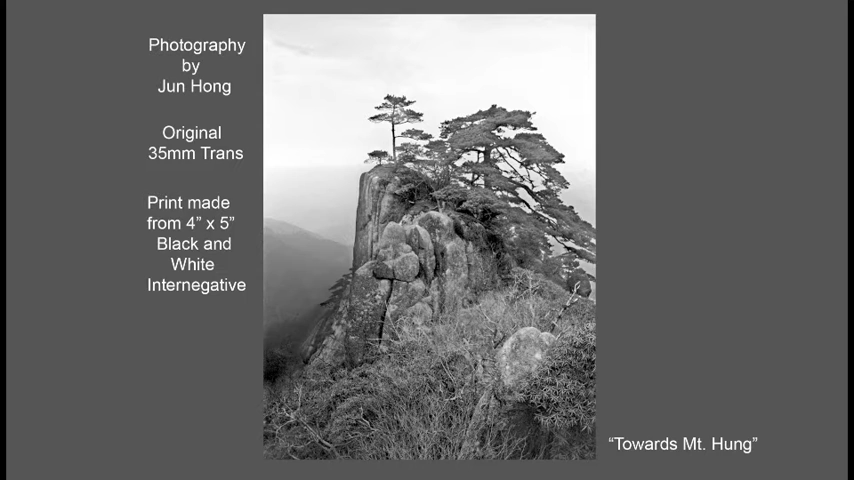 Photography
by
Jun Hong
Original
35mm Trans
Print made
from 4” x 5”
Black and
White
Internegative
“Towards Mt. Hung”